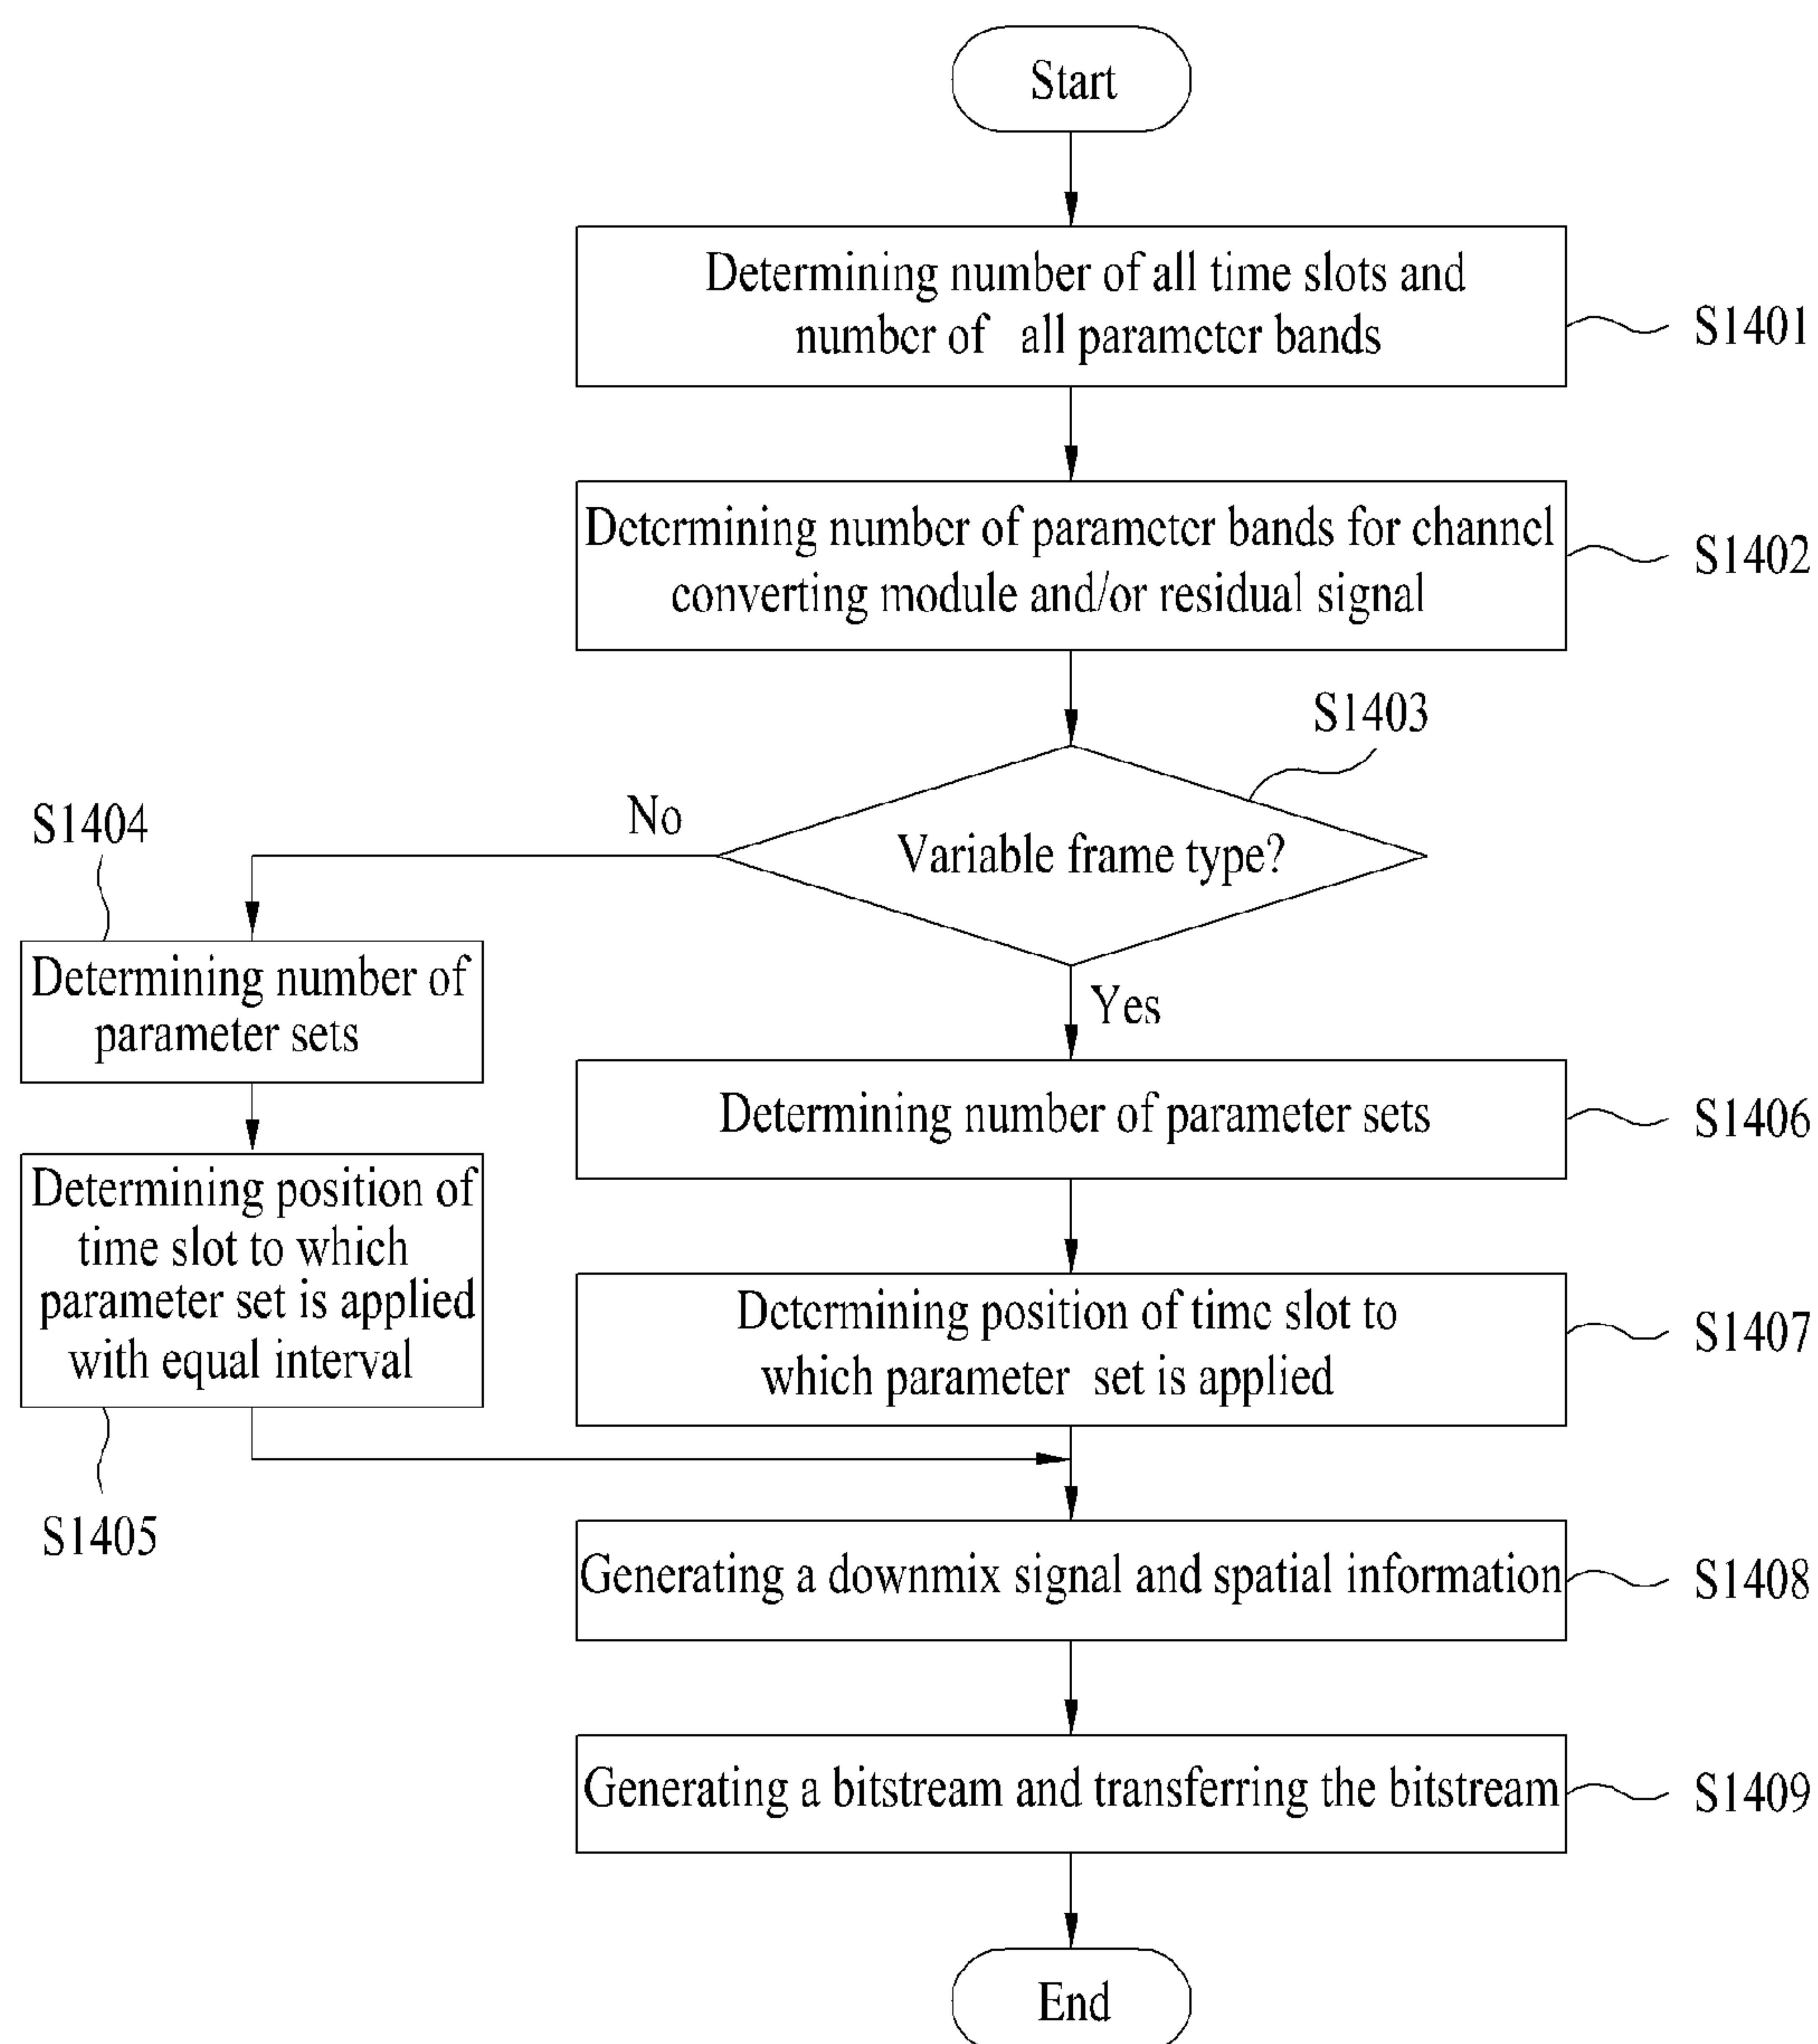 Start
Determining number of all time slots and
number of all parameter bands
S1401
Determining number of parameter bands for channel
converting module and/or residual signal
S1402
S1403
Variable frame type?
No
Yes
S1404
Determining number of
parameter sets
Determining position of
time slot to which
parameter set is applied
with equal interval
S1405
Determining number of parameter sets
S1406
Determining position of time slot to
which parameter set is applied
S1407
Generating a downmix signal and spatial information
S1408
Generating a bitstream and transferring the bitstream
S1409
End